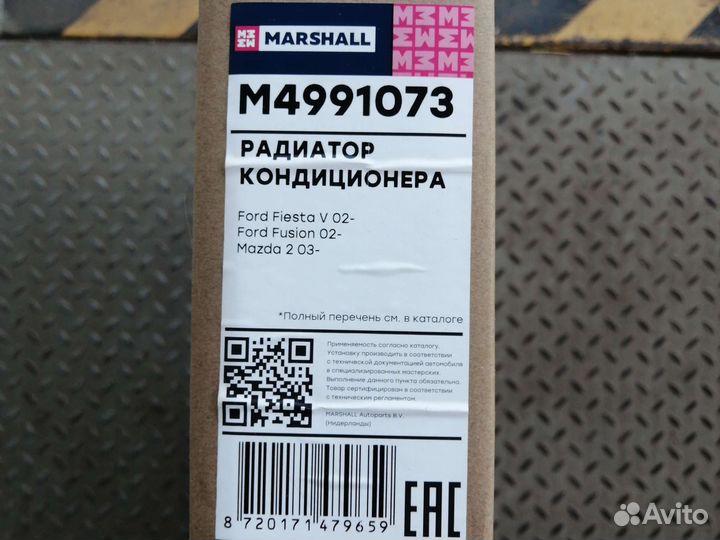 MARSHALL
M4991073
РАДИАТОР
КОНДИЦИОНЕРА
Ford Fiesta V 02-
Ford Fusion 02-
Mazda 2 03-
*Полный перечень см. в каталоге
Применяемость согласно каталогу.
Установку производить в соответствии
с технической документацией автомобиля
в специализированных мастерских.
Выполнение данного пункта обязательно.
Товар сертифицирован в соответствии
с техническим регламентом.
MARSHALL Autoparts B.V.
(Нидерланды)
8 720171 479659
EAC
Avito